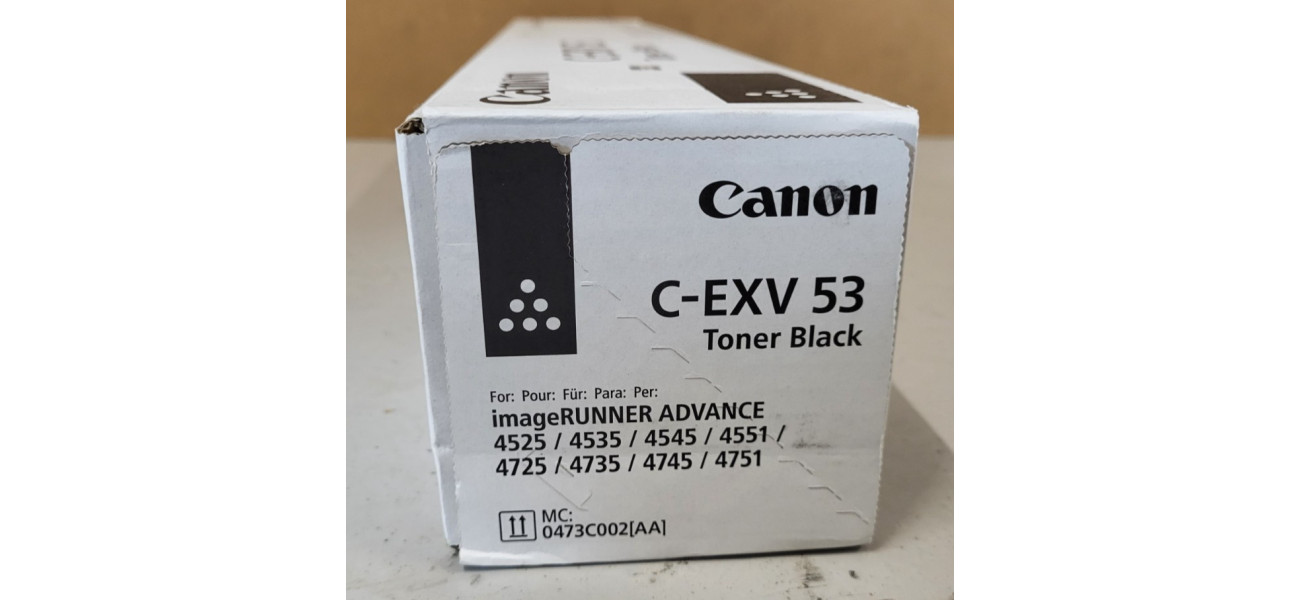 Canon
Canon
C-EXV 53
Toner Black
For: Pour: Für: Para: Per:
imageRUNNER ADVANCE
4525 / 4535 / 4545 / 4551 /
4725 / 4735 / 4745 / 4751
MC:
0473C002[AA]